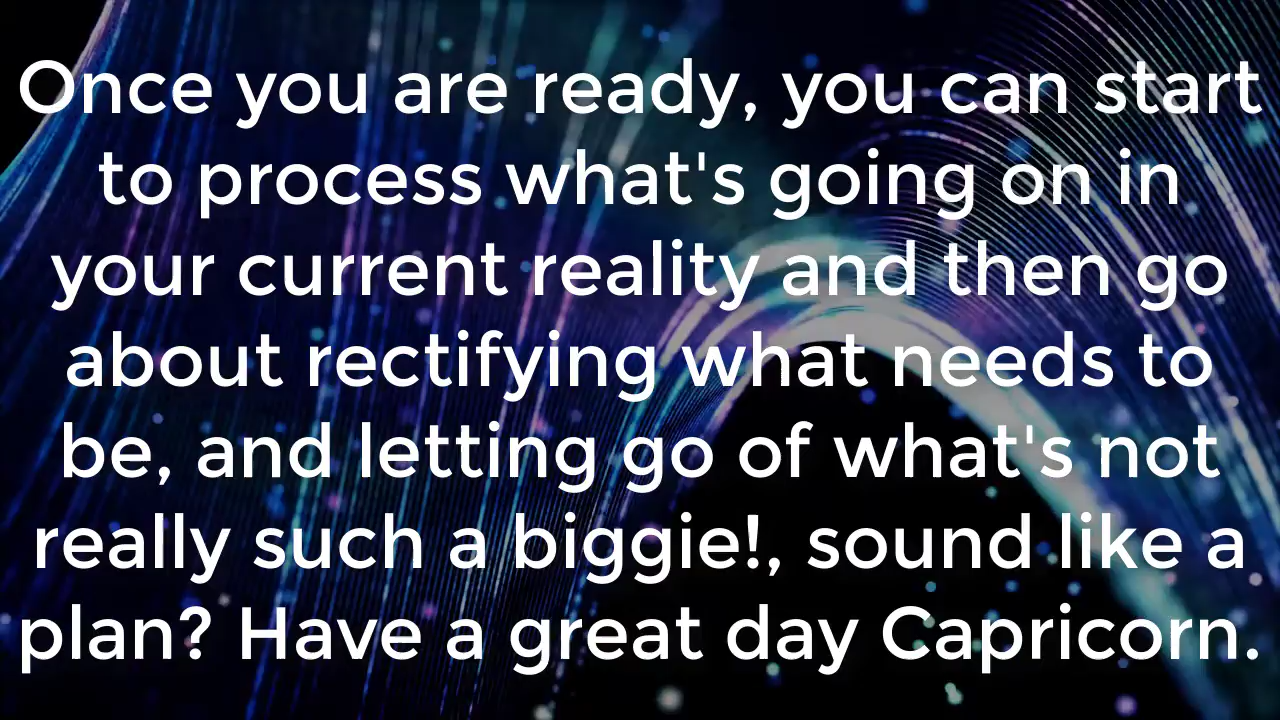 Once you are ready, you can start
to process what's going on in
your current reality and then go
about rectifying what needs to
be, and letting go of what's not
really such a biggie!, sound like a
plan? Have a great day Capricorn.